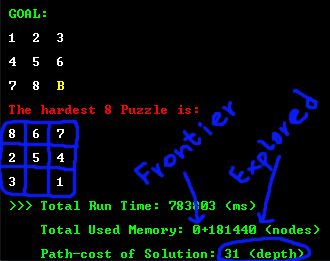 GOAL:
1 2 3
4 5 6
7 8 B
The hardest 8 Puzzle is:
8 6 7
2 5 4
3 1
Frontier
Explored
>>> Total Run Time: 783803 (ms)
Total Used Memory: 0+181440 (nodes)
Path-cost of Solution: 31 (depth)